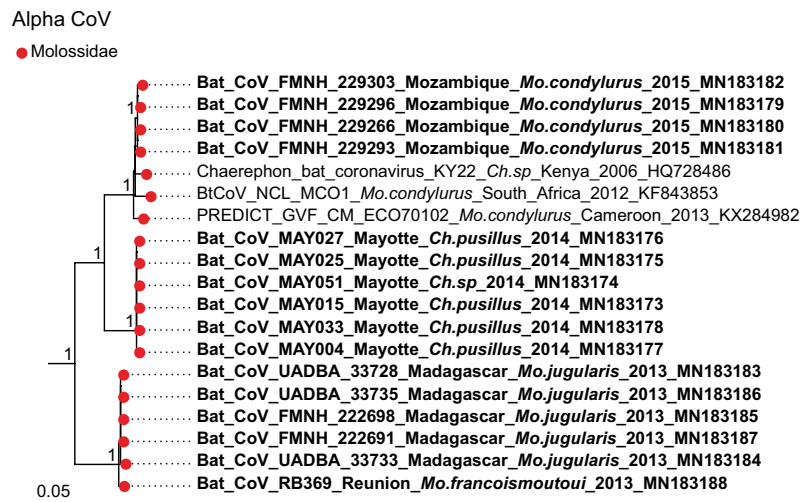 Alpha CoV
Molossidae
Bat_CoV_FMNH_229303_Mozambique_Mo.condylurus_2015_MN183182
1 Bat_CoV_FMNH_229296_Mozambique_Mo.condylurus_2015_MN183179
Bat_CoV_FMNH_229266_Mozambique_Mo.condylurus_2015_MN183180
Bat_CoV_FMNH_229293_Mozambique_Mo.condylurus_2015_MN183181
Chaerephon_bat_coronavirus_KY22_Ch.sp_Kenya_2006_HQ728486
1 BtCoV_NCL_MCO1_Mo.condylurus_South_Africa_2012_KF843853
PREDICT_GVF_CM_ECO70102_Mo.condylurus_Cameroon_2013_KX284982
Bat_CoV_MAY027_Mayotte_Ch.pusillus_2014_MN183176
1 Bat_CoV_MAY025_Mayotte_Ch.pusillus_2014_MN183175
Bat_CoV_MAY051_Mayotte_Ch.sp_2014_MN183174
Bat_CoV_MAY015_Mayotte_Ch.pusillus_2014_MN183173
1 Bat_CoV_MAY033_Mayotte_Ch.pusillus_2014_MN183178
1 Bat_CoV_MAY004_Mayotte_Ch.pusillus_2014_MN183177
Bat_CoV_UADBA_33728_Madagascar_Mo.jugularis_2013_MN183183
Bat_CoV_UADBA_33735_Madagascar_Mo.jugularis_2013_MN183186
Bat_CoV_FMNH_222698_Madagascar_Mo.jugularis_2013_MN183185
Bat_CoV_FMNH_222691_Madagascar_Mo.jugularis_2013_MN183187
1 Bat_CoV_UADBA_33733_Madagascar_Mo.jugularis_2013_MN183184
0.05 Bat_CoV_RB369_Reunion_Mo.francoismoutoui_2013_MN183188